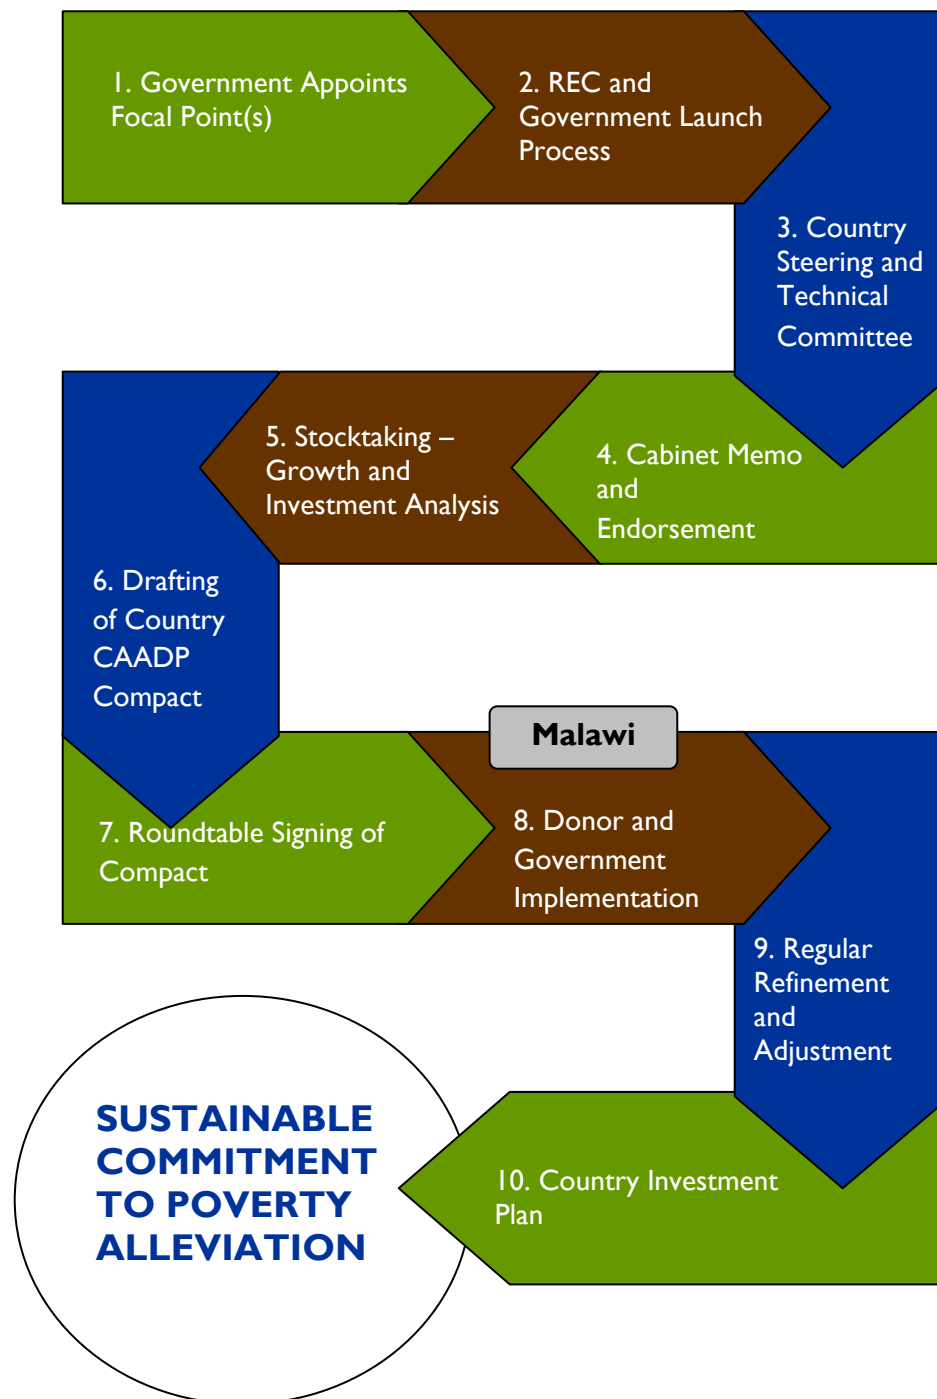 1. Government Appoints
Focal Point(s)
2. REC and
Government Launch
Process
3. Country
Steering and
Technical
Committee
4. Cabinet Memo
and
Endorsement
5. Stocktaking –
Growth and
Investment Analysis
6. Drafting
of Country
CAADP
Compact
Malawi
7. Roundtable Signing of
Compact
8. Donor and
Government
Implementation
9. Regular
Refinement
and
Adjustment
10. Country Investment
Plan
SUSTAINABLE
COMMITMENT
TO POVERTY
ALLEVIATION